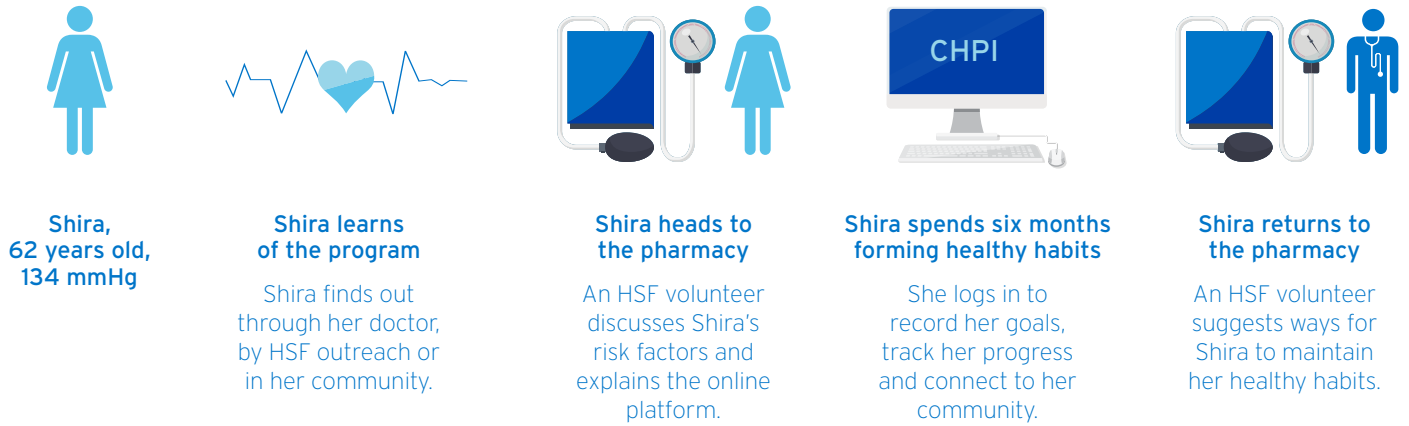 Shira,
62 years old,
134 mmHg
Shira learns
of the program
Shira finds out
through her doctor,
by HSF outreach or
in her community.
Shira heads to
the pharmacy
An HSF volunteer
discusses Shira’s
risk factors and
explains the online
platform.
CHPI
Shira spends six months
forming healthy habits
She logs in to
record her goals,
track her progress
and connect to her
community.
Shira returns to
the pharmacy
An HSF volunteer
suggests ways for
Shira to maintain
her healthy habits.